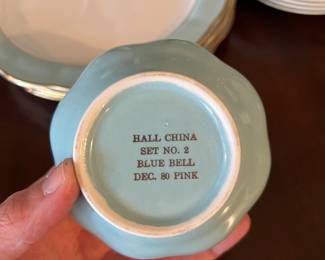 HALL CHINA
SET NO. 2
BLUE BELL
DEC. 80 PINK